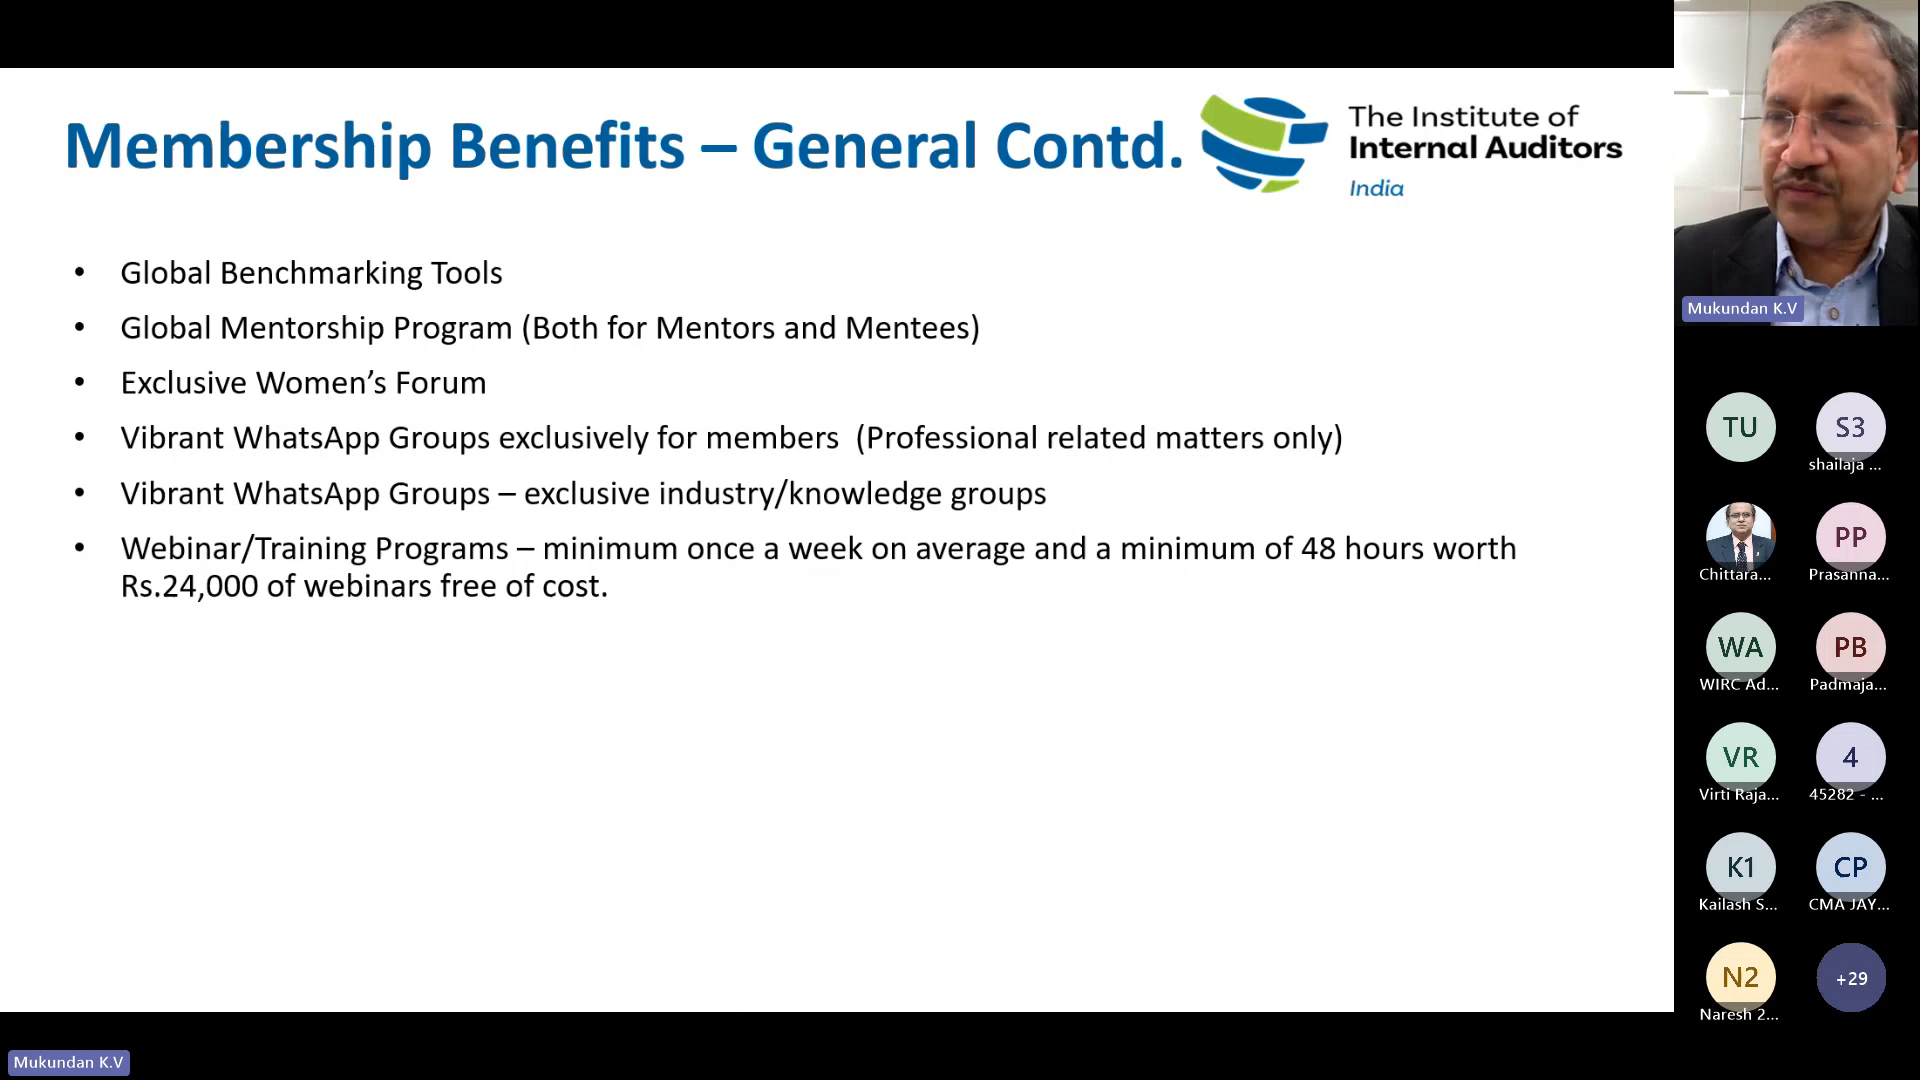 Membership Benefits – General Contd.
The Institute of
Internal Auditors
India
• Global Benchmarking Tools
• Global Mentorship Program (Both for Mentors and Mentees)
• Exclusive Women’s Forum
• Vibrant WhatsApp Groups exclusively for members (Professional related matters only)
• Vibrant WhatsApp Groups – exclusive industry/knowledge groups
• Webinar/Training Programs – minimum once a week on average and a minimum of 48 hours worth
Rs.24,000 of webinars free of cost.
Mukundan K.V
TU
S3
shailaja ...
Chittara...
PP
Prasanna...
WA
WIRC Ad...
PB
Padmaja...
VR
Virti Raja...
4
45282 - ...
K1
Kailash S...
CP
CMA JAY...
N2
Naresh 2...
+29
Mukundan K.V